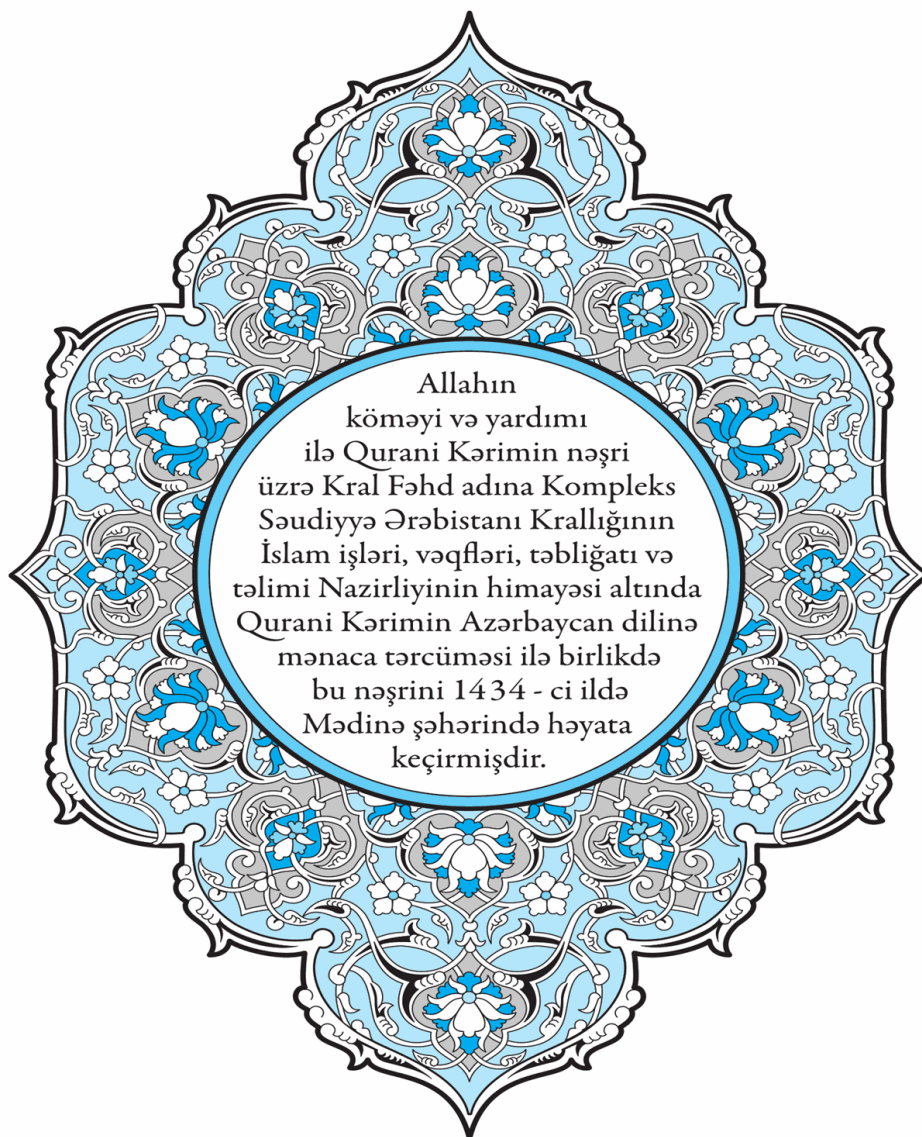 Allahın
köməyi və yardımı
ilə Qurani Kərimin nəşri
üzrə Kral Fəhd adına Kompleks
Səudiyyə Ərəbistanı Krallığının
İslam işləri, vəqfləri, təbliğatı və
təlimi Nazirliyinin himayəsi altında
Qurani Kərimin Azərbaycan dilinə
mənaca tərcüməsi ilə birlikdə
bu nəşrini 1434 - ci ildə
Mədinə şəhərində həyata
keçirmişdir.